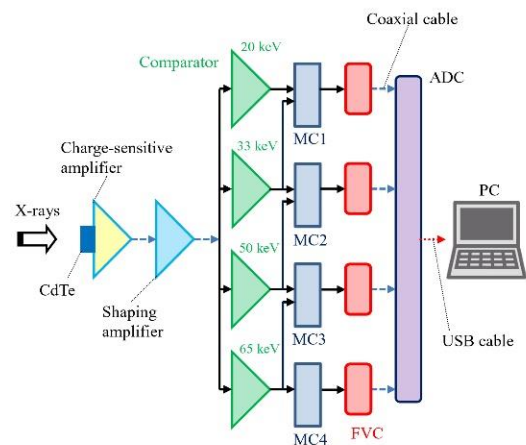 Coaxial cable
20 keV
Comparator
ADC
MC1
Charge-sensitive
amplifier
33 keV
PC
X-rays
MC2
50 keV
CdTe
Shaping
amplifier
MC3
USB cable
65 keV
MC4
FVC